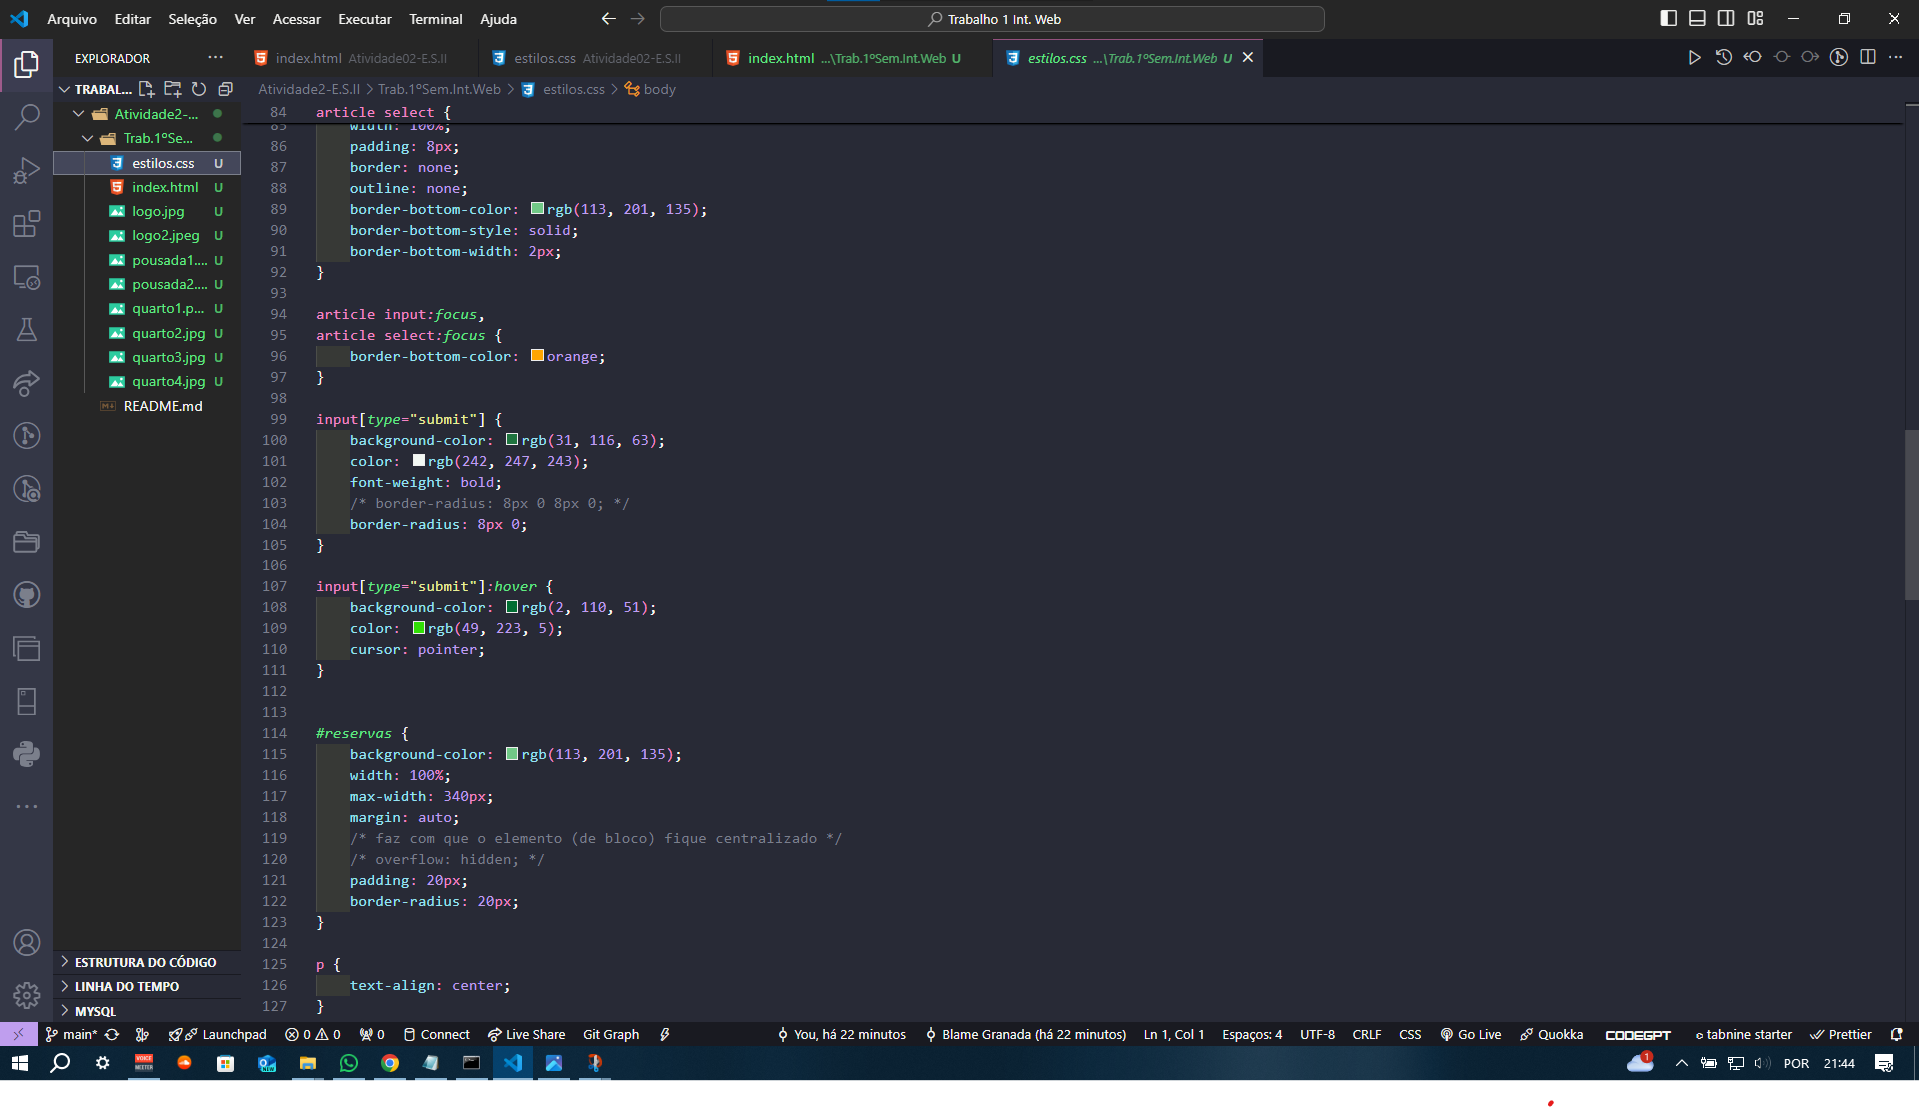 Arquivo Editar Seleção Ver Acessar Executar Terminal Ajuda
Trabalho 1 Int. Web
EXPLORADOR
index.html Atividade02-E.S.II
estilos.css Atividade02-E.S.II
index.html ...\Trab.1ºSem.Int.Web U
estilos.css ...\Trab.1ºSem.Int.Web U
TRABAL...
Atividade2-E.S.II > Trab.1ºSem.Int.Web > estilos.css > body
Atividade2-...
Trab.1ºSe...
estilos.css U
index.html U
logo.jpg U
logo2.jpeg U
pousada1.... U
pousada2.... U
quarto1.p... U
quarto2.jpg U
quarto3.jpg U
quarto4.jpg U
README.md
ESTRUTURA DO CÓDIGO
LINHA DO TEMPO
MYSQL
84 article select {
85 width: 100%;
86 padding: 8px;
87 border: none;
88 outline: none;
89 border-bottom-color: rgb(113, 201, 135);
90 border-bottom-style: solid;
91 border-bottom-width: 2px;
92 }
93
94 article input:focus,
95 article select:focus {
96 border-bottom-color: orange;
97 }
98
99 input[type="submit"] {
100 background-color: rgb(31, 116, 63);
101 color: rgb(242, 247, 243);
102 font-weight: bold;
103 /* border-radius: 8px 0 8px 0; */
104 border-radius: 8px 0;
105 }
106
107 input[type="submit"]:hover {
108 background-color: rgb(2, 110, 51);
109 color: rgb(49, 223, 5);
110 cursor: pointer;
111 }
112
113
114 #reservas {
115 background-color: rgb(113, 201, 135);
116 width: 100%;
117 max-width: 340px;
118 margin: auto;
119 /* faz com que o elemento (de bloco) fique centralizado */
120 /* overflow: hidden; */
121 padding: 20px;
122 border-radius: 20px;
123 }
124
125 p {
126 text-align: center;
127 }
main* Launchpad 0 0 0 Connect Live Share Git Graph You, há 22 minutos Blame Granada (há 22 minutos) Ln 1, Col 1 Espaços: 4 UTF-8 CRLF CSS Go Live Quokka CODEGPT tabnine starter Prettier
VOICE MEETER
NEW
1
POR 21:44